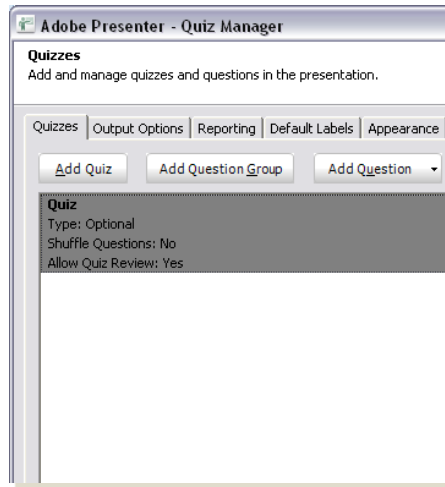 Adobe Presenter - Quiz Manager
Quizzes
Add and manage quizzes and questions in the presentation.
Quizzes Output Options Reporting Default Labels Appearance
Add Quiz Add Question Group Add Question
Quiz
Type: Optional
Shuffle Questions: No
Allow Quiz Review: Yes